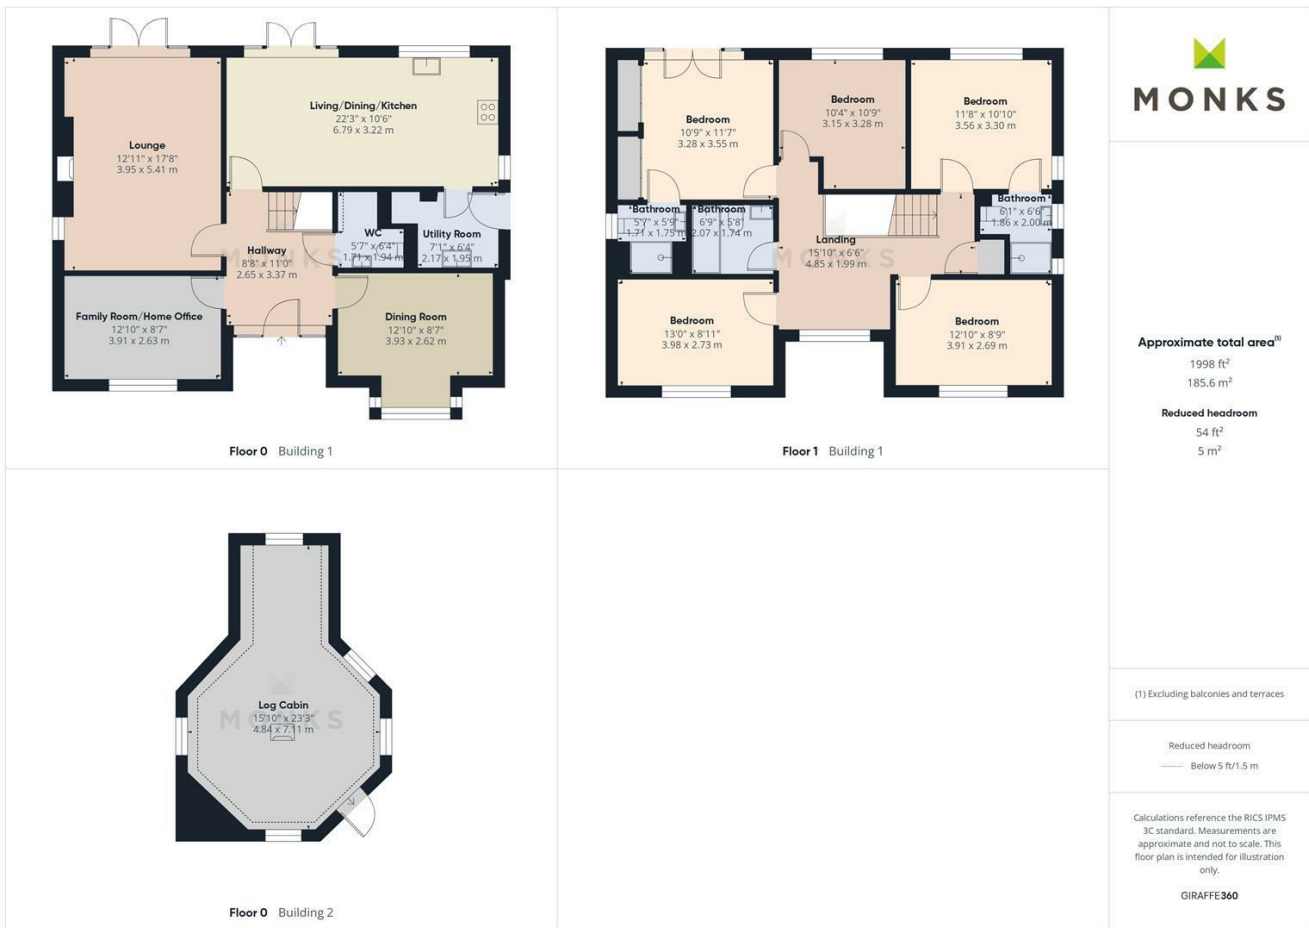 Living/Dining/Kitchen
22'3" x 10'6"
6.79 x 3.22 m
Lounge
12'11" x 17'8"
3.95 x 5.41 m
WC
5'7" x 6'4"
1.71 x 1.94 m
Utility Room
7'1" x 6'4"
2.17 x 1.95 m
Hallway
8'8" x 11'0"
2.65 x 3.37 m
MONKS
Family Room/Home Office
12'10" x 8'7"
3.91 x 2.63 m
Dining Room
12'10" x 8'7"
3.93 x 2.62 m
Floor 0 Building 1
Bedroom
10'9" x 11'7"
3.28 x 3.55 m
Bedroom
10'4" x 10'9"
3.15 x 3.28 m
Bedroom
11'8" x 10'10"
3.56 x 3.30 m
Bathroom
5'7" x 5'9"
1.71 x 1.75 m
Bathroom
6'9" x 5'8"
2.07 x 1.74 m
Bathroom
6'1" x 6'6"
1.86 x 2.00 m
Landing
15'10" x 6'6"
4.85 x 1.99 m
MONKS
Bedroom
13'0" x 8'11"
3.98 x 2.73 m
Bedroom
12'10" x 8'9"
3.91 x 2.69 m
Floor 1 Building 1
Log Cabin
15'10" x 23'3"
4.84 x 7.11 m
MONKS
Floor 0 Building 2
MONKS
Approximate total area(1)
1998 ft²
185.6 m²
Reduced headroom
54 ft²
5 m²
(1) Excluding balconies and terraces
Reduced headroom
Below 5 ft/1.5 m
Calculations reference the RICS IPMS
3C standard. Measurements are
approximate and not to scale. This
floor plan is intended for illustration
only.
GIRAFFE360